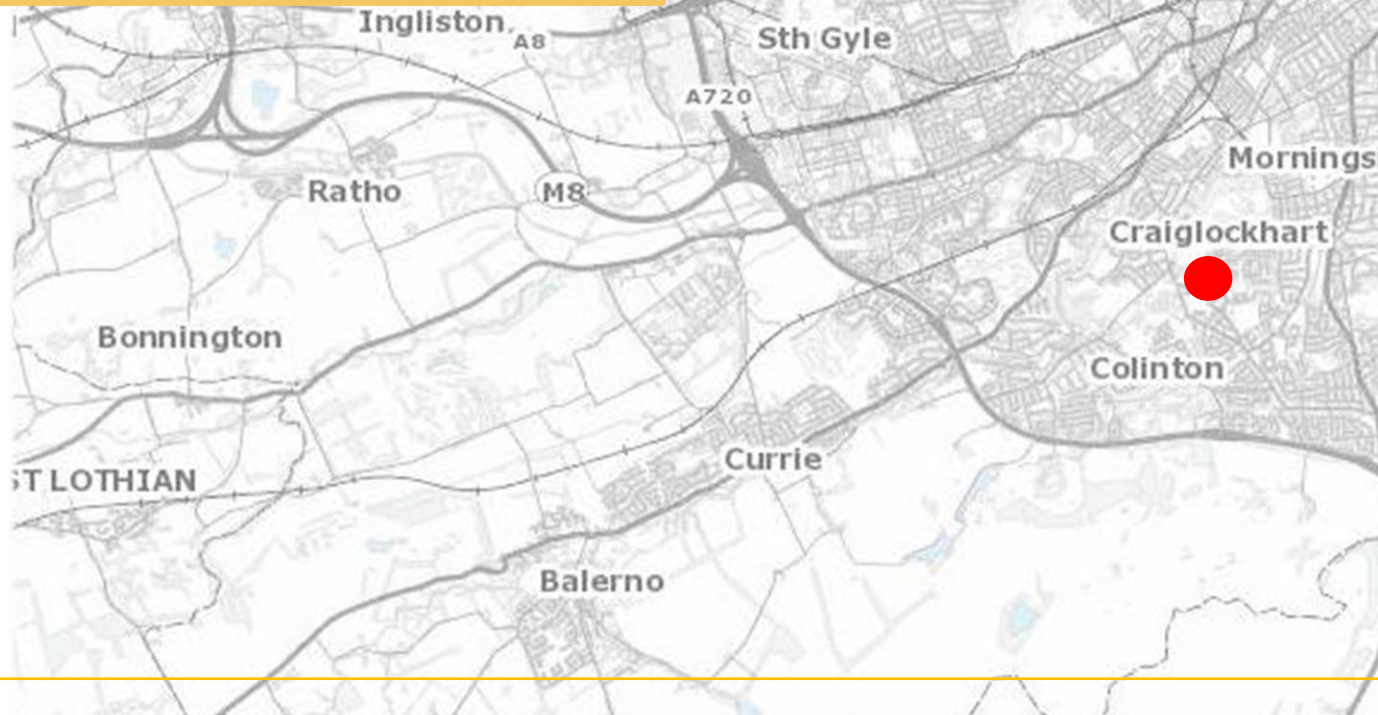 Ingliston
A8
Sth Gyle
A720
Mornings
Ratho
M8
Craiglockhart
Bonnington
Colinton
Currie
ST LOTHIAN
Balerno